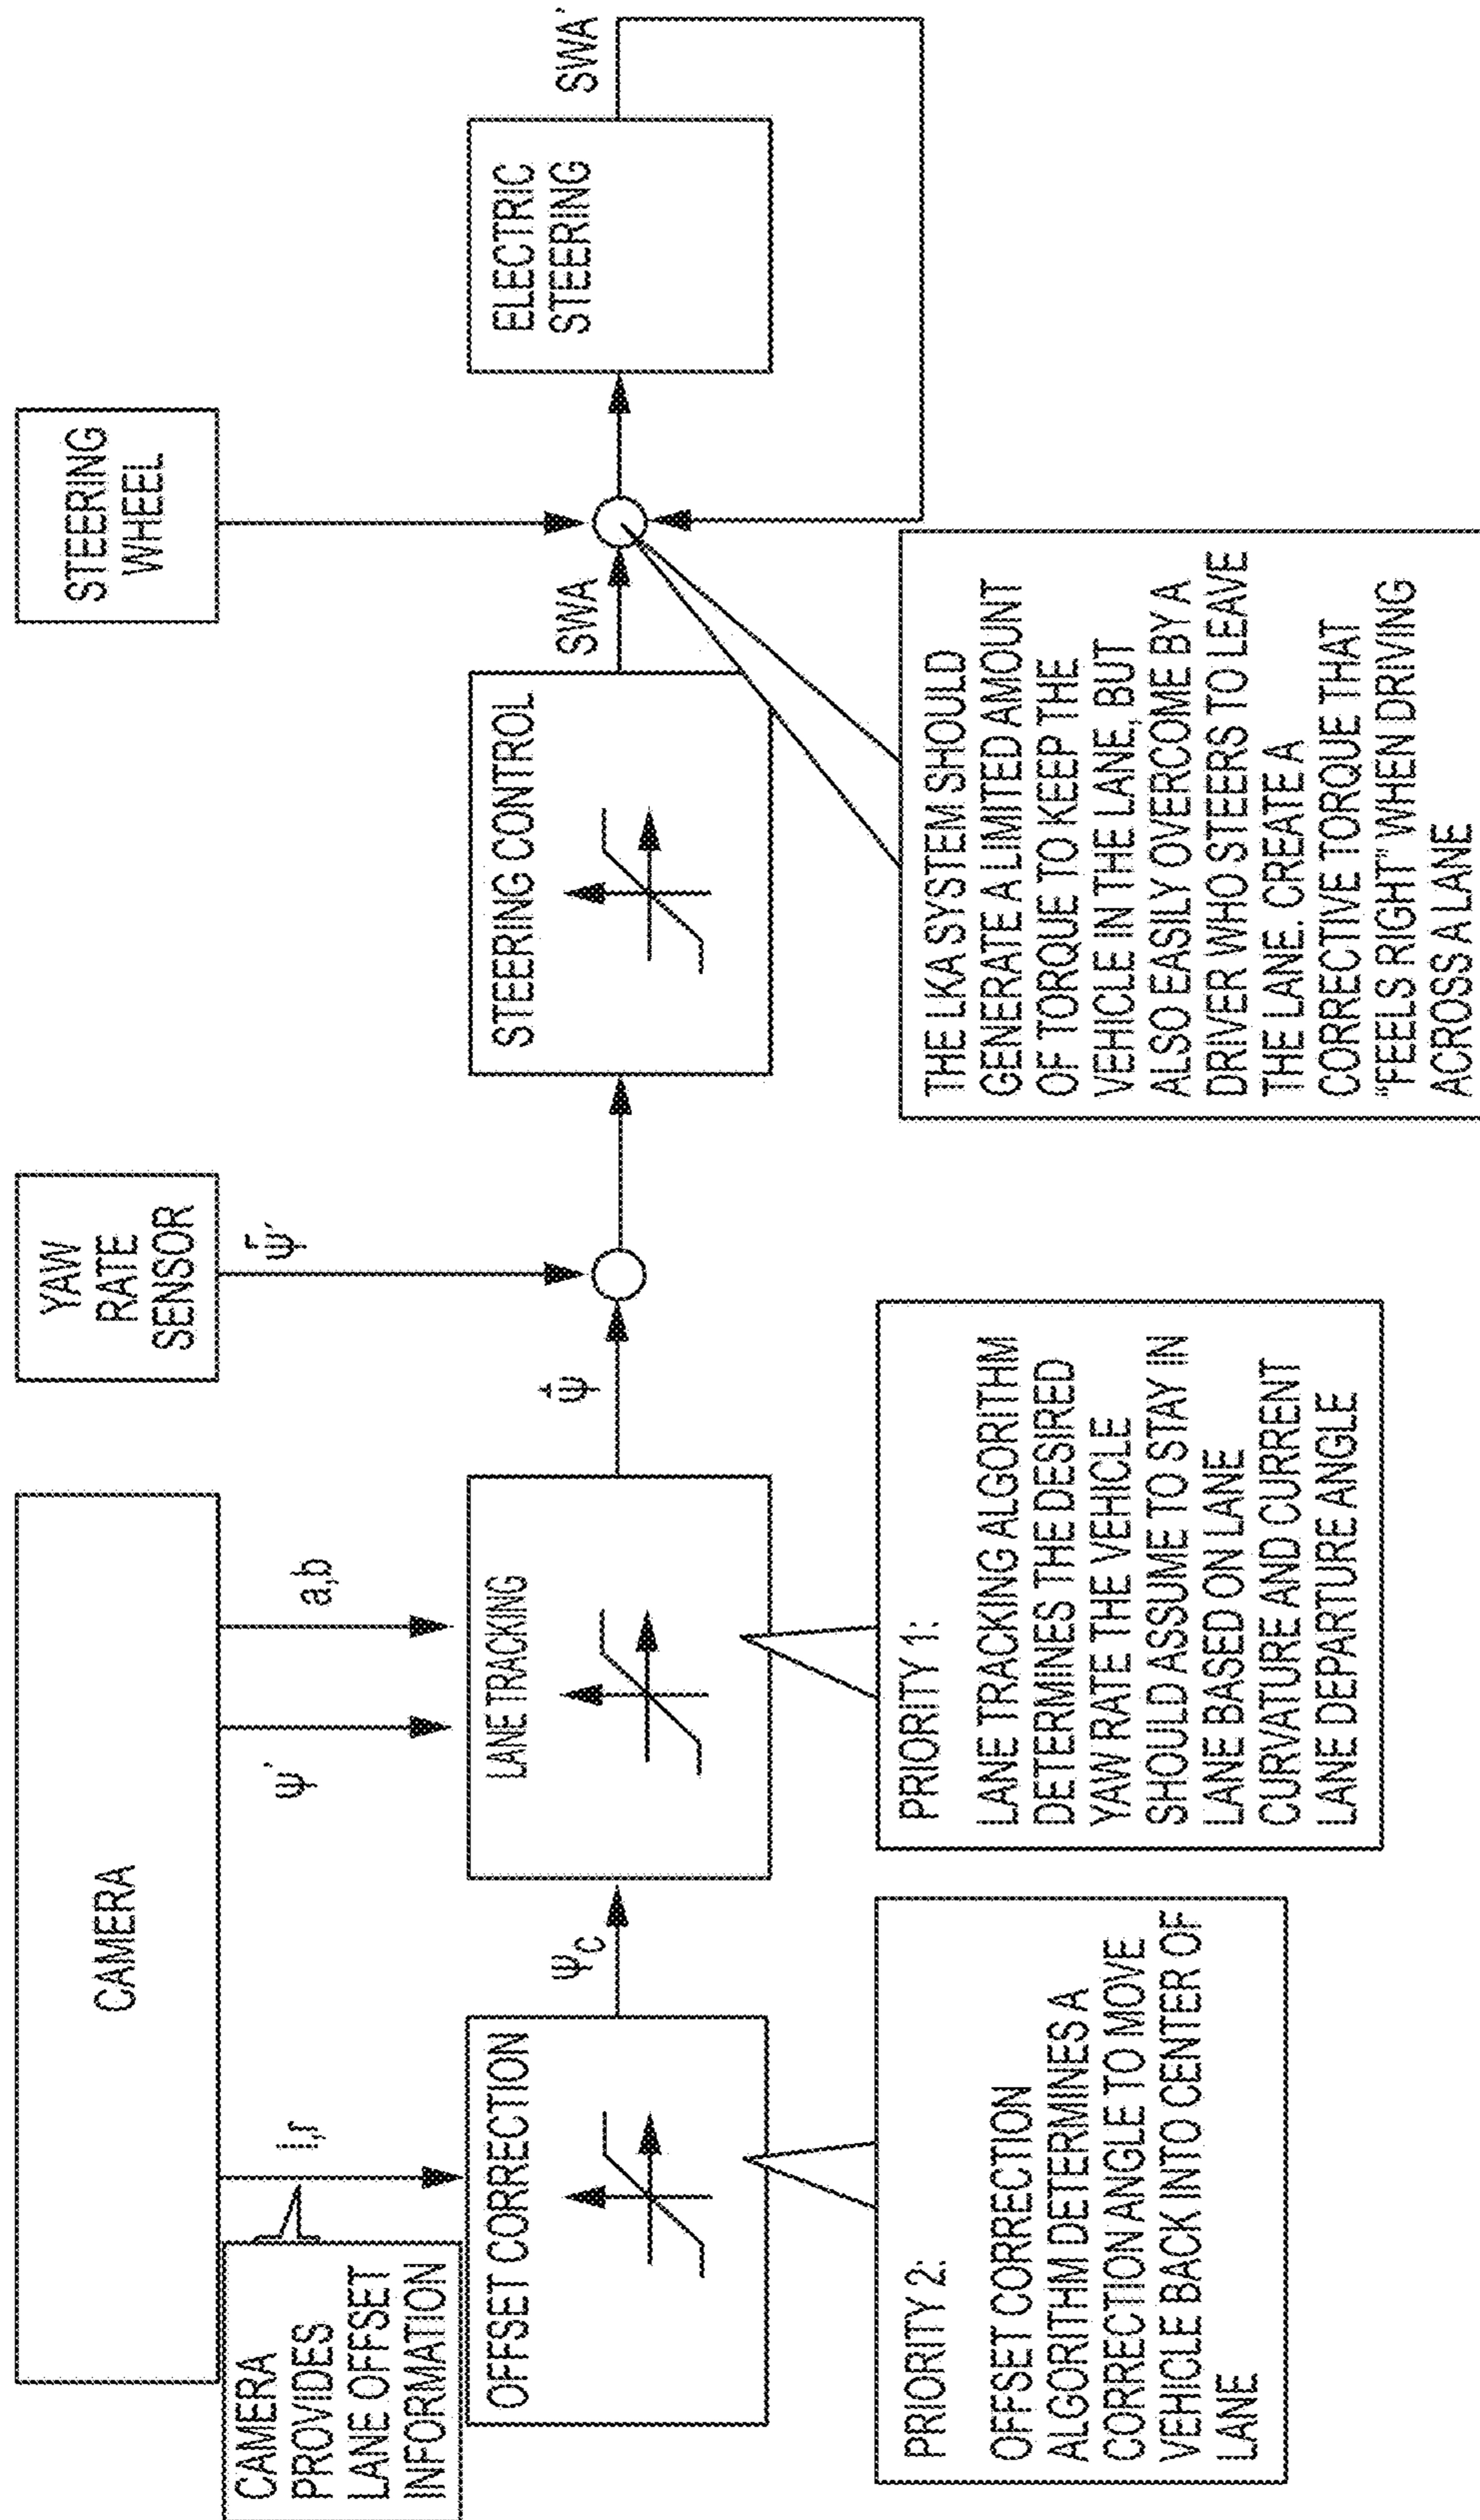 CAMERA
YAW
RATE
SENSOR
STEERING
WHEEL
CAMERA
PROVIDES
LANE OFFSET
INFORMATION
l,r
ψ'
a,b
OFFSET CORRECTION
ψC
LANE TRACKING
STEERING CONTROL
SWA
ELECTRIC
STEERING
SWA'
PRIORITY 2:
OFFSET CORRECTION
ALGORITHM DETERMINES A
CORRECTION ANGLE TO MOVE
VEHICLE BACK INTO CENTER OF
LANE
PRIORITY 1:
LANE TRACKING ALGORITHM
DETERMINES THE DESIRED
YAW RATE THE VEHICLE
SHOULD ASSUME TO STAY IN
LANE BASED ON LANE
CURVATURE AND CURRENT
LANE DEPARTURE ANGLE
THE LKA SYSTEM SHOULD
GENERATE A LIMITED AMOUNT
OF TORQUE TO KEEP THE
VEHICLE IN THE LANE, BUT
ALSO EASILY OVERCOME BY A
DRIVER WHO STEERS TO LEAVE
THE LANE. CREATE A
CORRECTIVE TORQUE THAT
"FEELS RIGHT" WHEN DRIVING
ACROSS A LANE